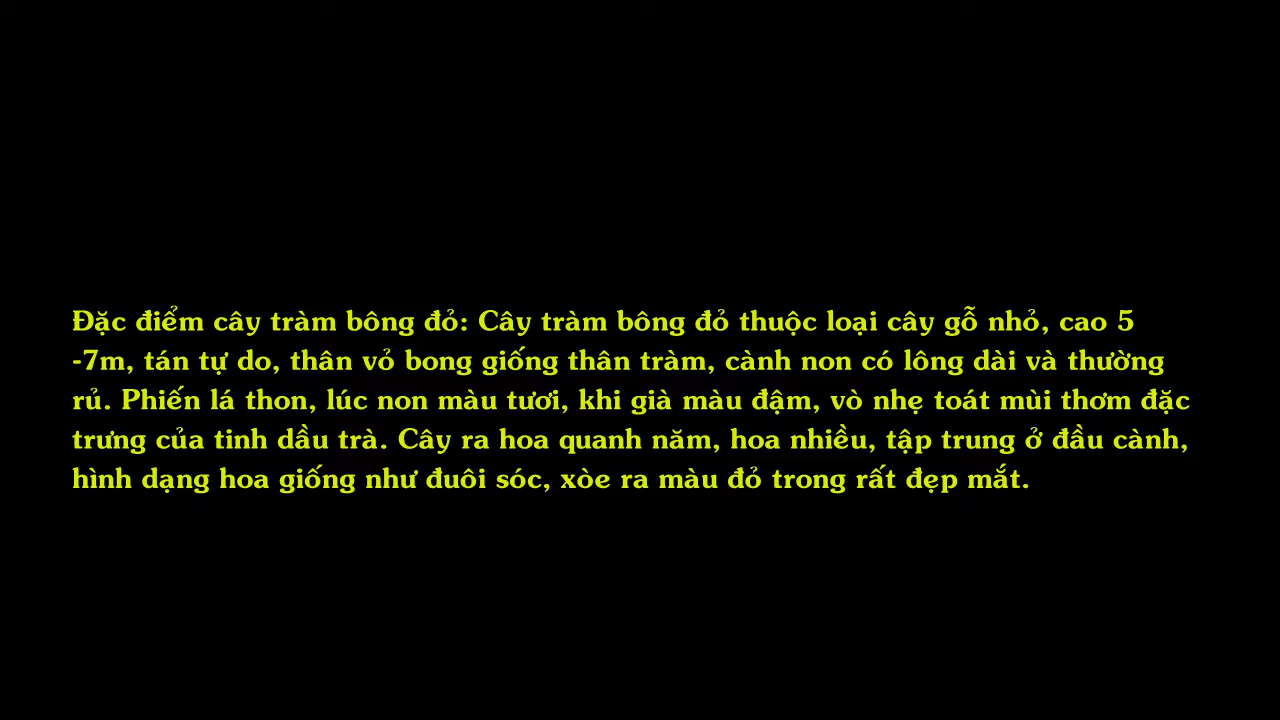 Đặc điểm cây tràm bông đỏ: Cây tràm bông đỏ thuộc loại cây gỗ nhỏ, cao 5
-7m, tán tự do, thân vỏ bong giống thân tràm, cành non có lông dài và thường
rủ. Phiến lá thon, lúc non màu tươi, khi già màu đậm, vò nhẹ toát mùi thơm đặc
trưng của tinh dầu trà. Cây ra hoa quanh năm, hoa nhiều, tập trung ở đầu cành,
hình dạng hoa giống như đuôi sóc, xòe ra màu đỏ trong rất đẹp mắt.